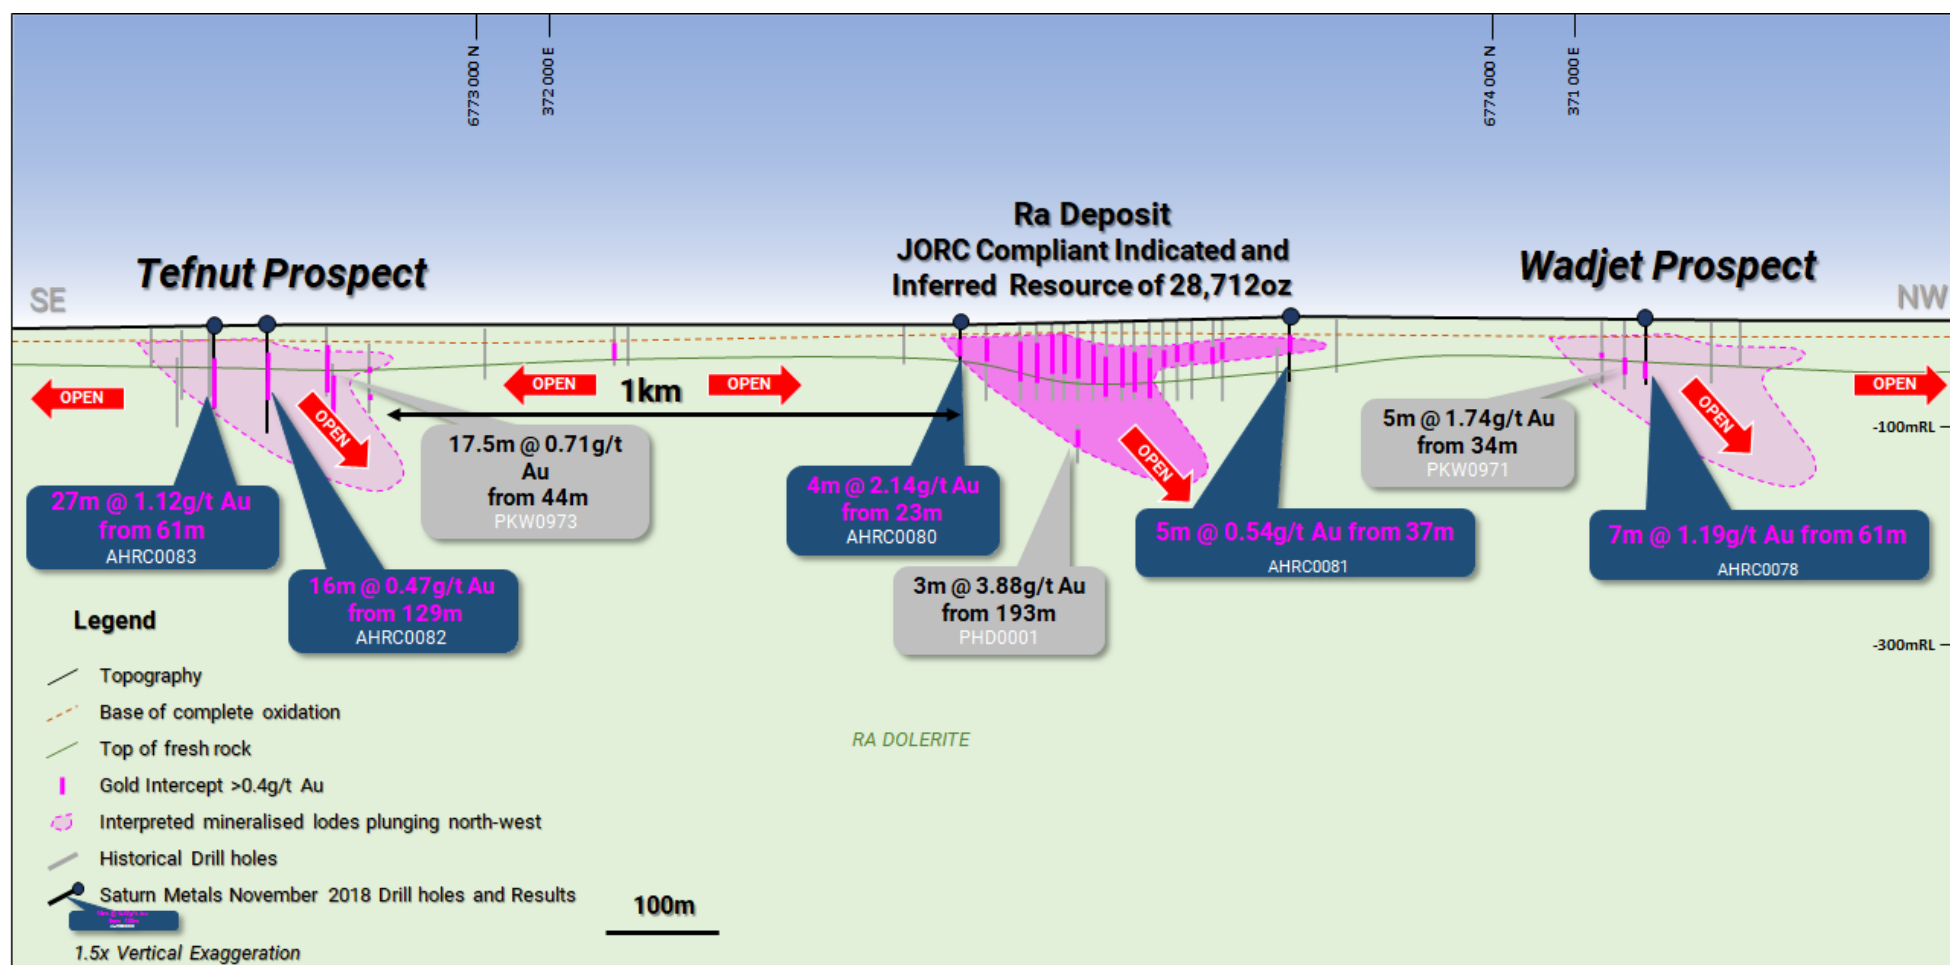 6773 000 N
372 000 E
6774 000 N
371 000 E
Ra Deposit
JORC Compliant Indicated and
Inferred Resource of 28,712oz
Tefnut Prospect
Wadjet Prospect
SE
NW
OPEN
OPEN
OPEN
1km
OPEN
OPEN
OPEN
OPEN
-100mRL
-300mRL
17.5m @ 0.71g/t
Au
from 44m
PKW0973
27m @ 1.12g/t Au
from 61m
AHRC0083
16m @ 0.47g/t Au
from 129m
AHRC0082
4m @ 2.14g/t Au
from 23m
AHRC0080
3m @ 3.88g/t Au
from 193m
PHD0001
5m @ 0.54g/t Au from 37m
AHRC0081
5m @ 1.74g/t Au
from 34m
PKW0971
7m @ 1.19g/t Au from 61m
AHRC0078
RA DOLERITE
Legend
Topography
Base of complete oxidation
Top of fresh rock
Gold Intercept >0.4g/t Au
Interpreted mineralised lodes plunging north-west
Historical Drill holes
Saturn Metals November 2018 Drill holes and Results
1.5x Vertical Exaggeration
100m